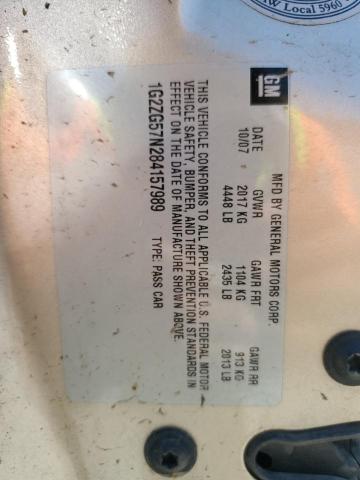 W Local 5960
GM
MFD BY GENERAL MOTORS CORP
DATE GVWR GAWR FRT GAWR RR
10/07 2017 KG 1104 KG 913 KG
4448 LB 2435 LB 2013 LB
THIS VEHICLE CONFORMS TO ALL APPLICABLE U.S. FEDERAL MOTOR
VEHICLE SAFETY, BUMPER, AND THEFT PREVENTION STANDARDS IN
EFFECT ON THE DATE OF MANUFACTURE SHOWN ABOVE.
1G2ZG57N284157989 TYPE: PASS CAR